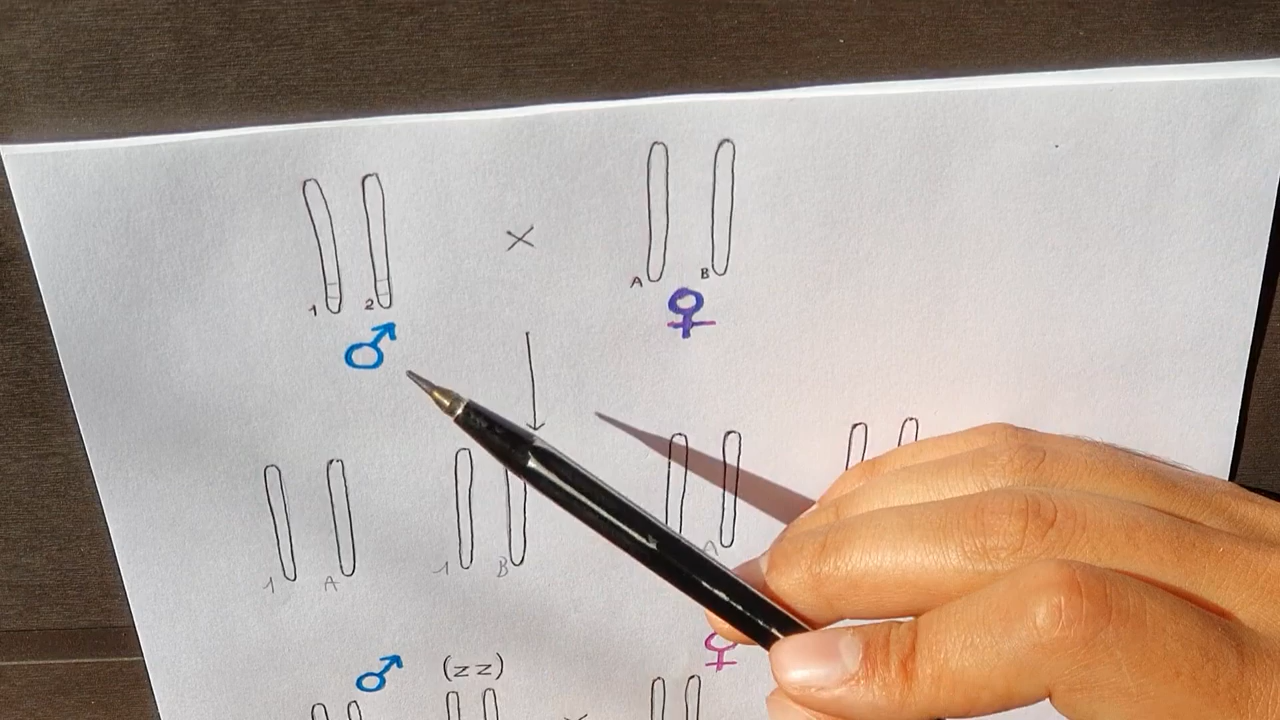 ×
A B
1 2
♀
♂
1 A 1 B A
♀
♂ (ZZ)
×